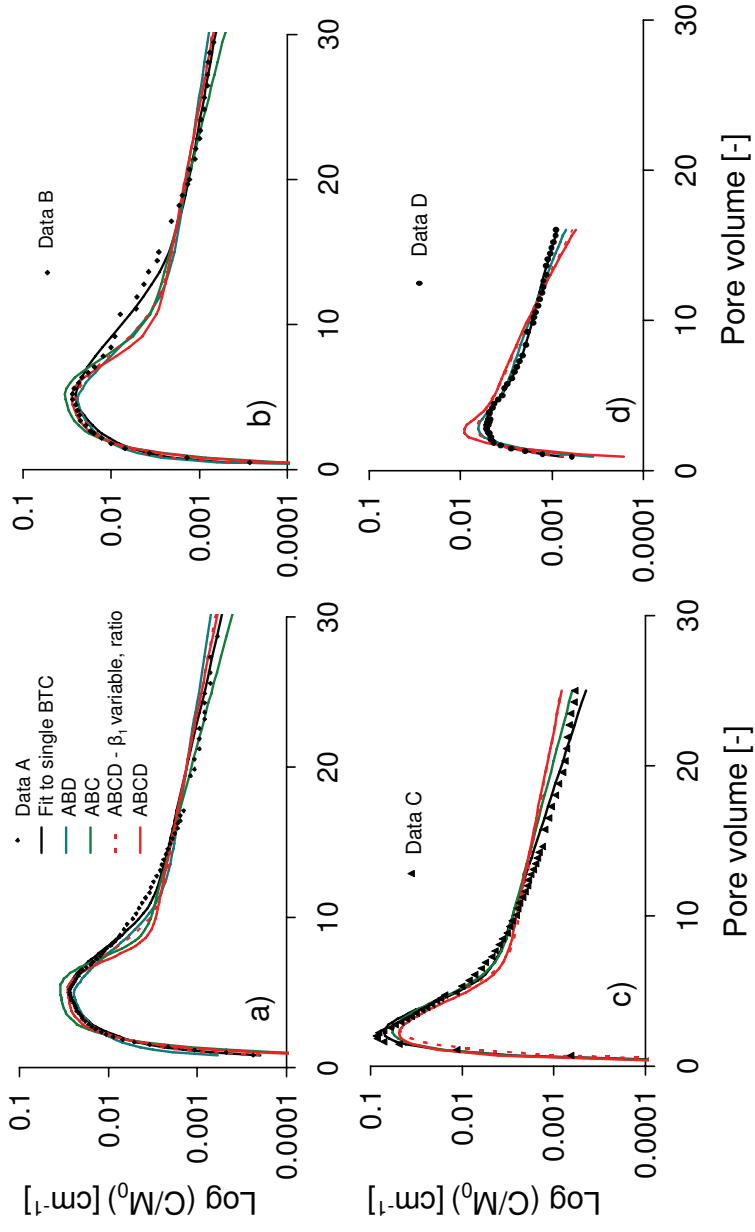 Log (C/M₀) [cm⁻¹]
0.1
0.01
0.001
0.0001
0
10
20
30
a)
Data A
Fit to single BTC
ABD
ABC
ABCD - β₁ variable, ratio
ABCD
0.1
0.01
0.001
0.0001
0
10
20
30
b)
Data B
Log (C/M₀) [cm⁻¹]
0.1
0.01
0.001
0.0001
0
10
20
30
c)
Data C
Pore volume [-]
0.1
0.01
0.001
0.0001
0
10
20
30
d)
Data D
Pore volume [-]